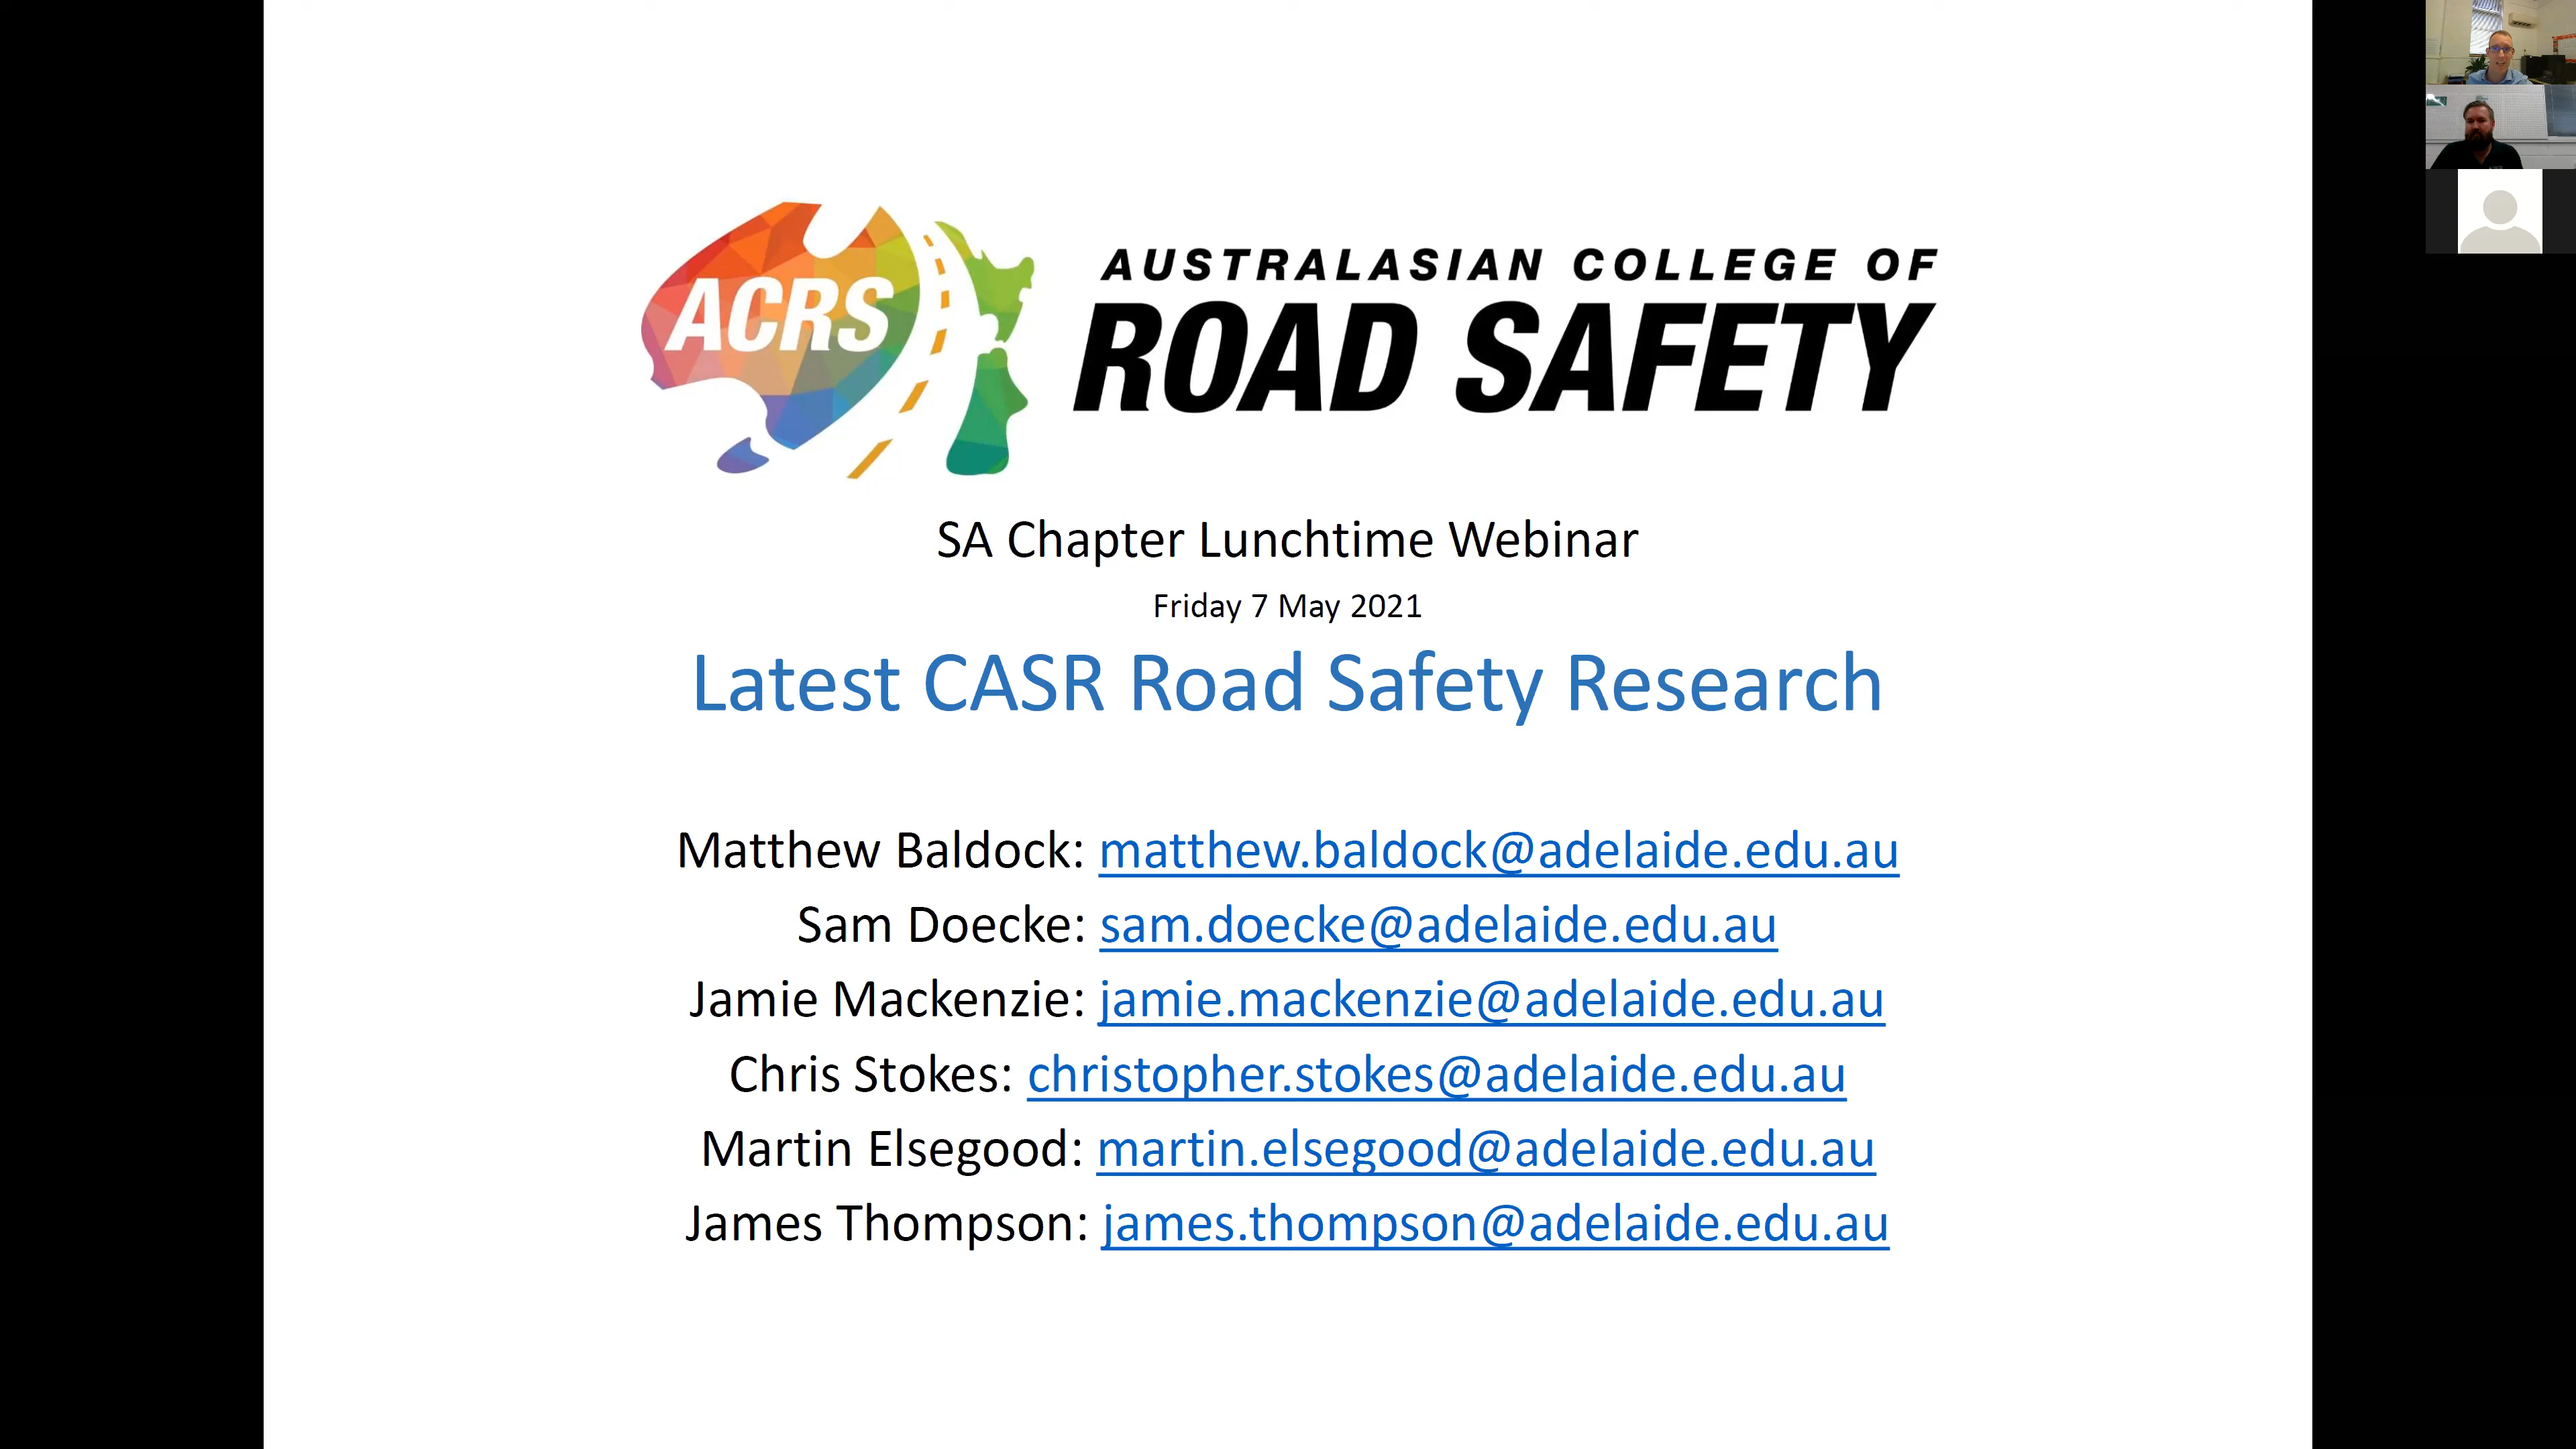 ACRS
AUSTRALASIAN COLLEGE OF
ROAD SAFETY
SA Chapter Lunchtime Webinar
Friday 7 May 2021
Latest CASR Road Safety Research
Matthew Baldock: matthew.baldock@adelaide.edu.au
Sam Doecke: sam.doecke@adelaide.edu.au
Jamie Mackenzie: jamie.mackenzie@adelaide.edu.au
Chris Stokes: christopher.stokes@adelaide.edu.au
Martin Elsegood: martin.elsegood@adelaide.edu.au
James Thompson: james.thompson@adelaide.edu.au